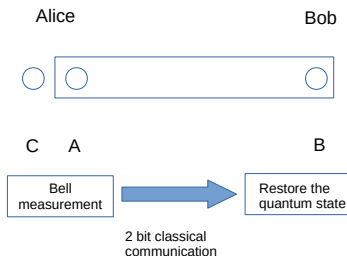 Alice
Bob
C
A
B
Bell
measurement
Restore the
quantum state
2 bit classical
communication